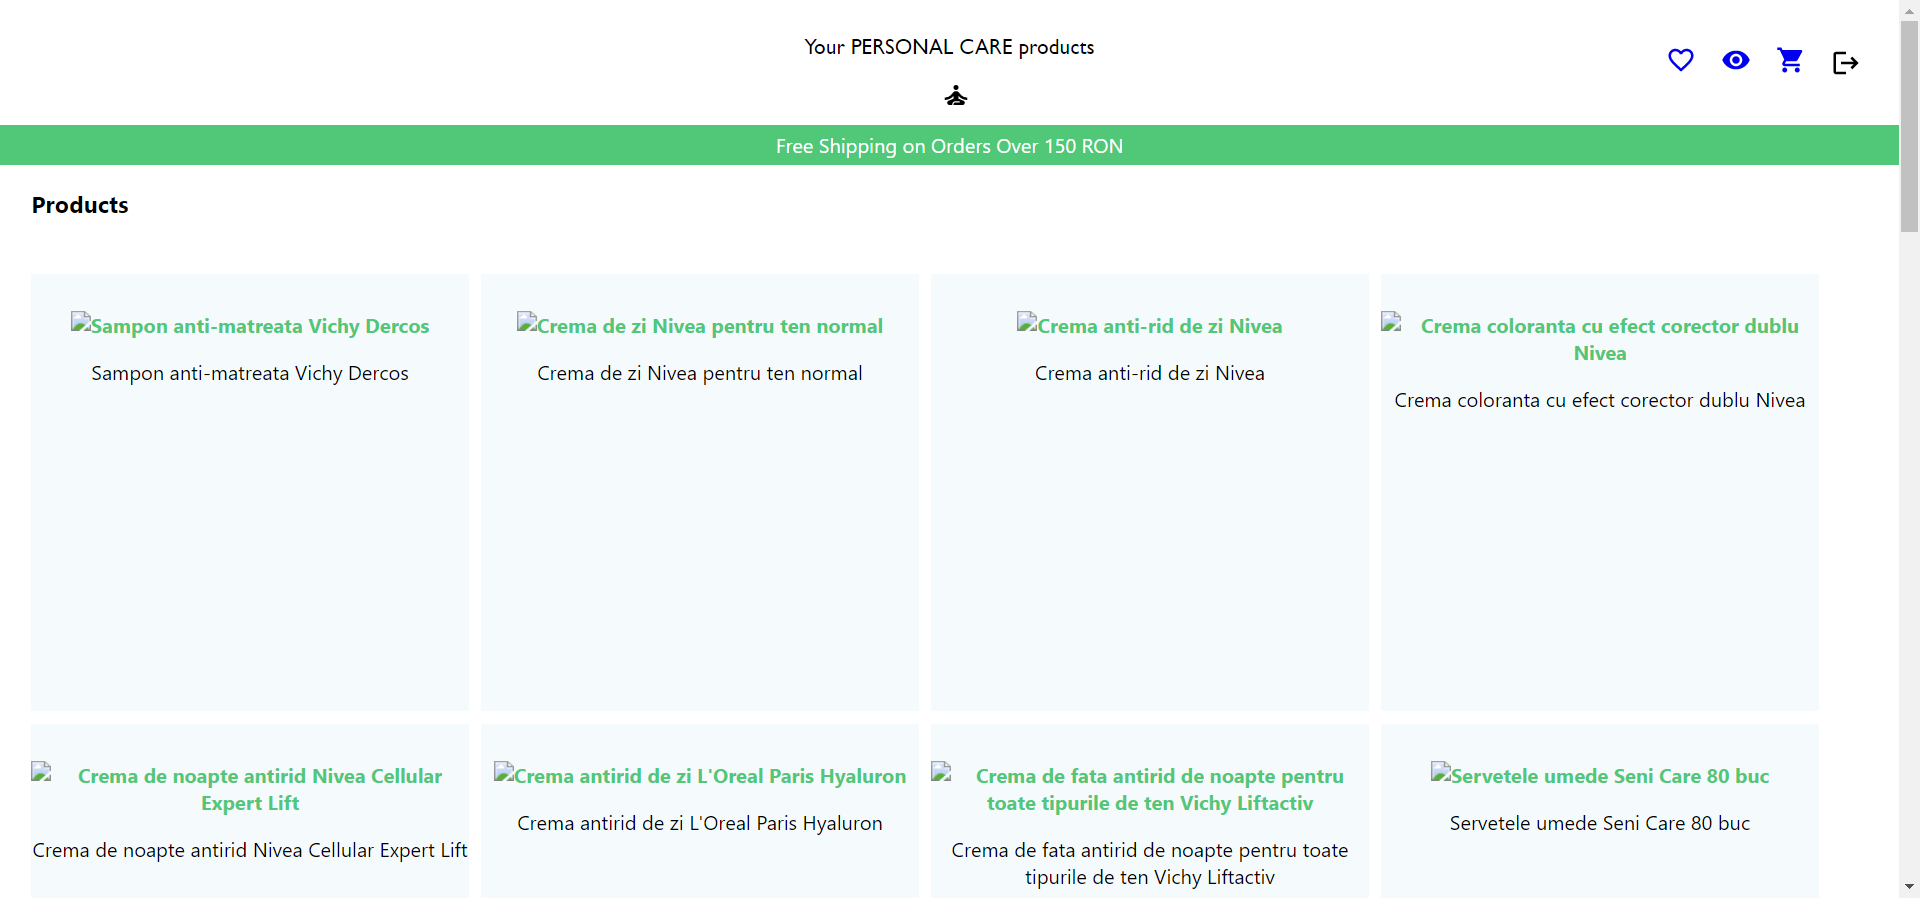 Your PERSONAL CARE products
Free Shipping on Orders Over 150 RON
Products
Sampon anti-matreata Vichy Dercos
Sampon anti-matreata Vichy Dercos
Crema de zi Nivea pentru ten normal
Crema de zi Nivea pentru ten normal
Crema anti-rid de zi Nivea
Crema anti-rid de zi Nivea
Crema coloranta cu efect corector dublu
Nivea
Crema coloranta cu efect corector dublu Nivea
Crema de noapte antirid Nivea Cellular
Expert Lift
Crema de noapte antirid Nivea Cellular Expert Lift
Crema antirid de zi L'Oreal Paris Hyaluron
Crema antirid de zi L'Oreal Paris Hyaluron
Crema de fata antirid de noapte pentru
toate tipurile de ten Vichy Liftactiv
Crema de fata antirid de noapte pentru toate
tipurile de ten Vichy Liftactiv
Servetele umede Seni Care 80 buc
Servetele umede Seni Care 80 buc